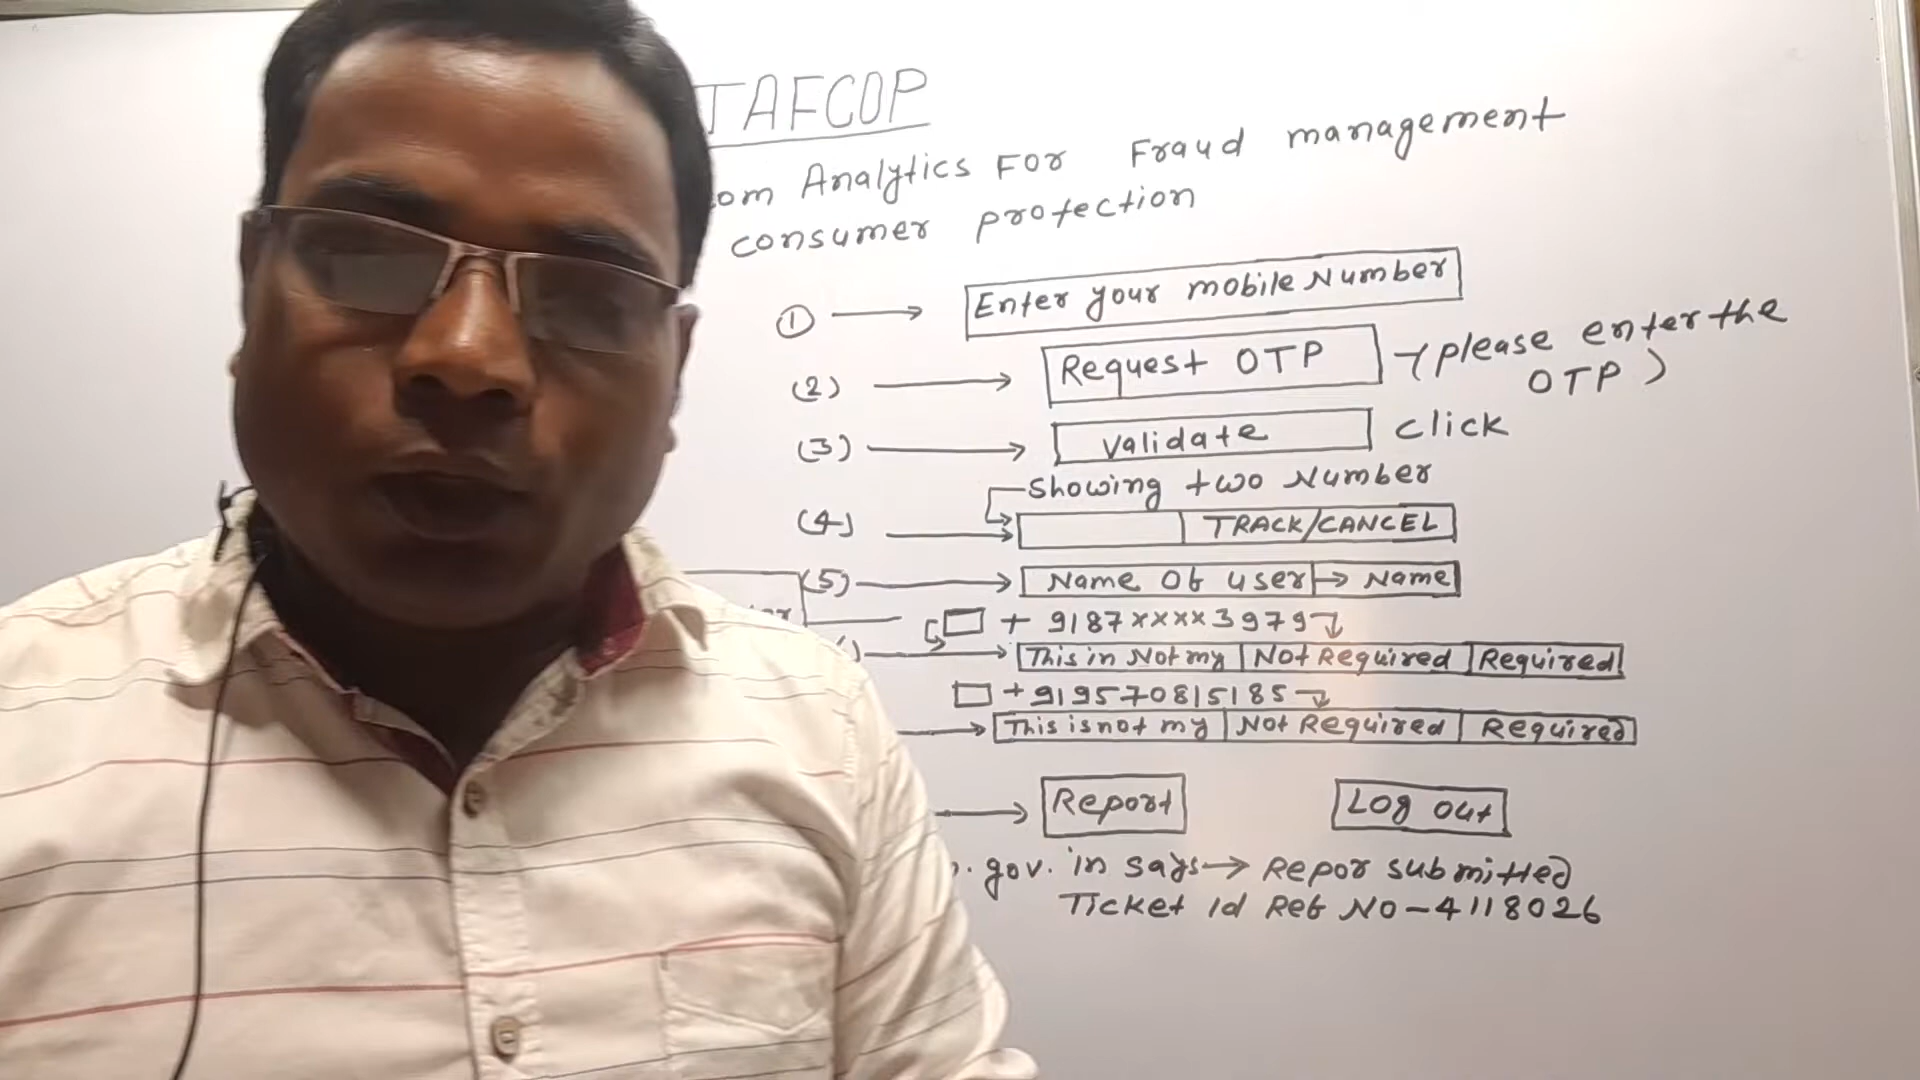 TAFCOP
om Analytics For Fraud management
consumer protection
① → Enter your mobile Number
(2) → Request OTP (please enter the OTP)
(3) → Validate click
Showing two Number
(4) → TRACK/CANCEL
(5) → Name Of user → Name
+ 9187××××3979
→ This in Not my | Not Required | Required
+919570815185
→ This is not my | Not Required | Required
→ Report Log out
. gov. in says → Repor submitted
Ticket Id Ref NO-4118026